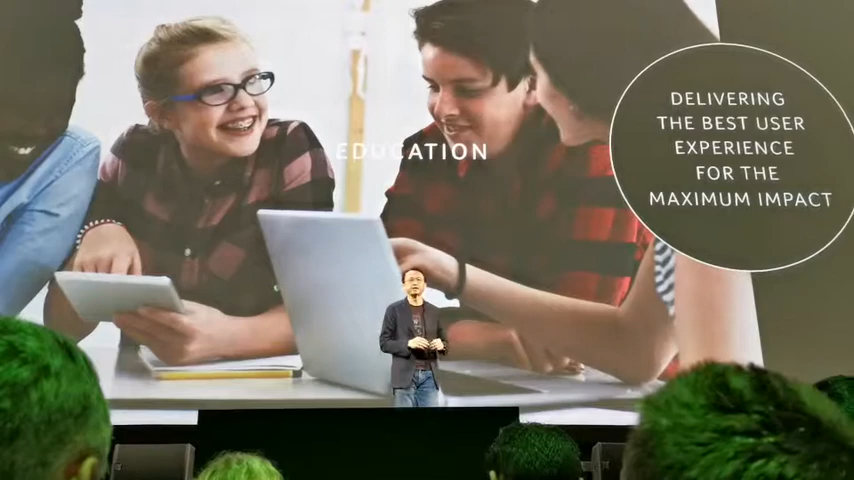 EDUCATION
DELIVERING
THE BEST USER
EXPERIENCE
FOR THE
MAXIMUM IMPACT